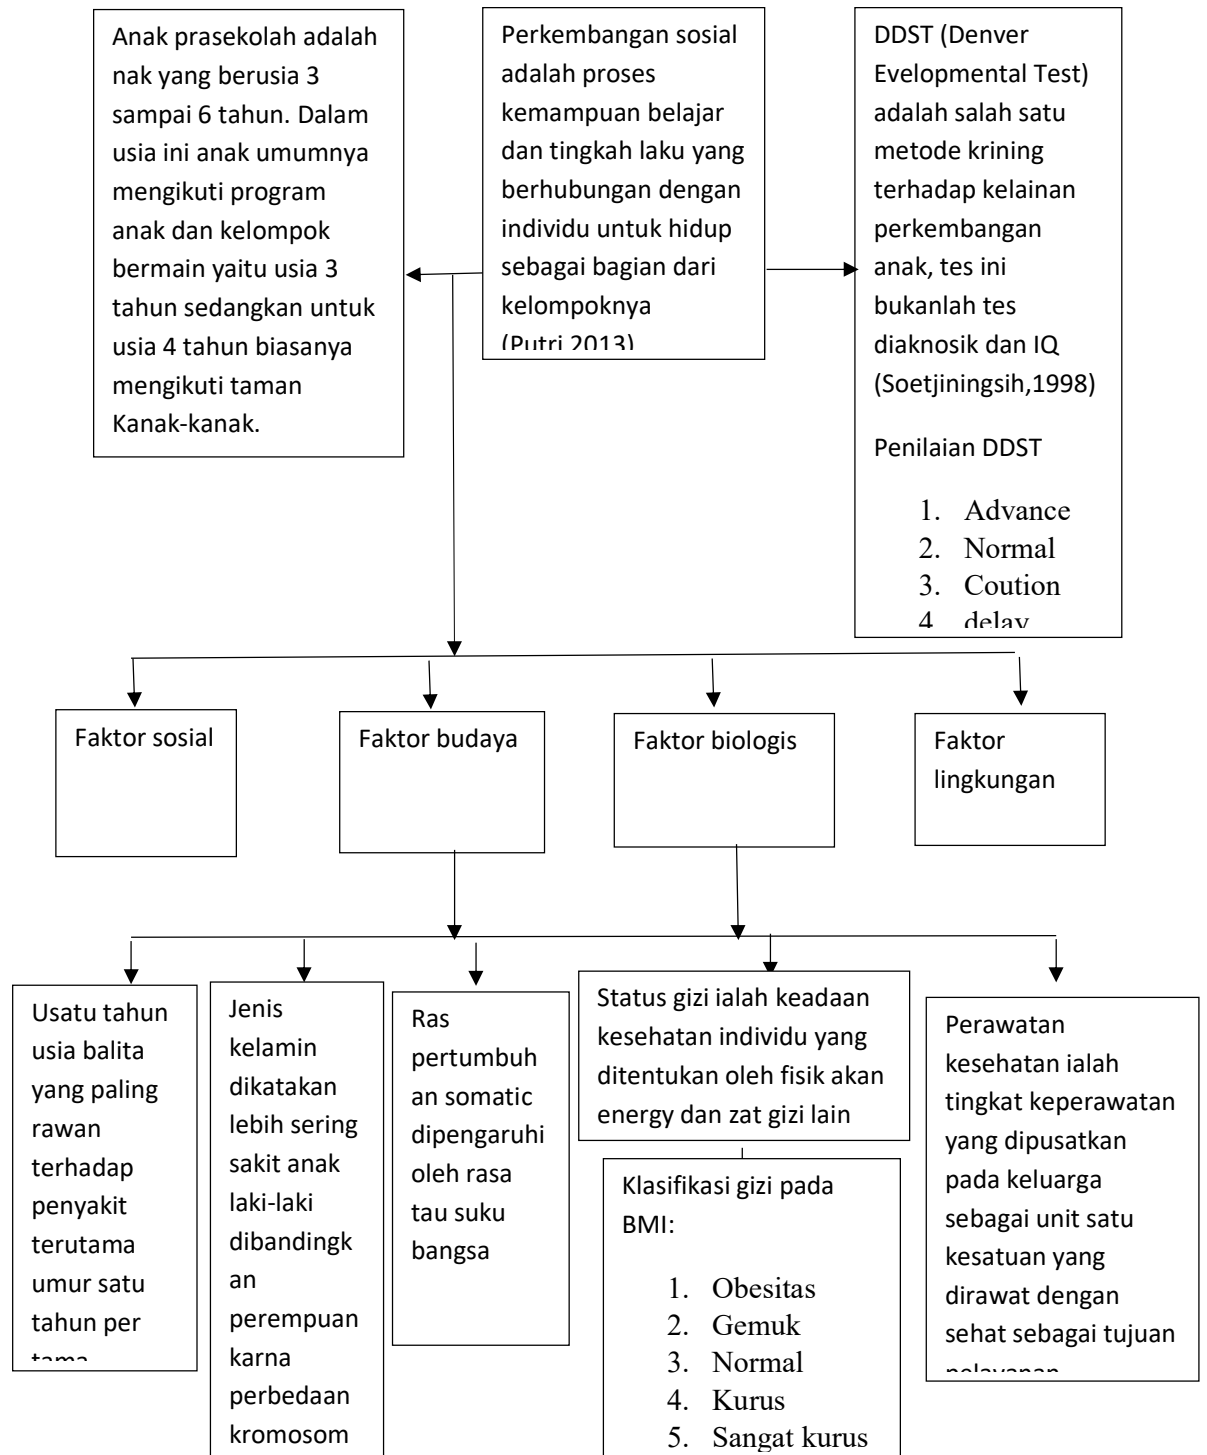 Anak prasekolah adalah
nak yang berusia 3
sampai 6 tahun. Dalam
usia ini anak umumnya
mengikuti program
anak dan kelompok
bermain yaitu usia 3
tahun sedangkan untuk
usia 4 tahun biasanya
mengikuti taman
Kanak-kanak.
Perkembangan sosial
adalah proses
kemampuan belajar
dan tingkah laku yang
berhubungan dengan
individu untuk hidup
sebagai bagian dari
kelompoknya
(Putri 2013)
DDST (Denver
Evelopmental Test)
adalah salah satu
metode krining
terhadap kelainan
perkembangan
anak, tes ini
bukanlah tes
diaknosik dan IQ
(Soetjiningsih,1998)
Penilaian DDST
1. Advance
2. Normal
3. Coution
4 delay
Faktor sosial
Faktor budaya
Faktor biologis
Faktor
lingkungan
Usatu tahun
usia balita
yang paling
rawan
terhadap
penyakit
terutama
umur satu
tahun per
tama
Jenis
kelamin
dikatakan
lebih sering
sakit anak
laki-laki
dibandingk
an
perempuan
karna
perbedaan
kromosom
Ras
pertumbuh
an somatic
dipengaruhi
oleh rasa
tau suku
bangsa
Status gizi ialah keadaan
kesehatan individu yang
ditentukan oleh fisik akan
energy dan zat gizi lain
Klasifikasi gizi pada
BMI:
1. Obesitas
2. Gemuk
3. Normal
4. Kurus
5. Sangat kurus
Perawatan
kesehatan ialah
tingkat keperawatan
yang dipusatkan
pada keluarga
sebagai unit satu
kesatuan yang
dirawat dengan
sehat sebagai tujuan
pelayanan